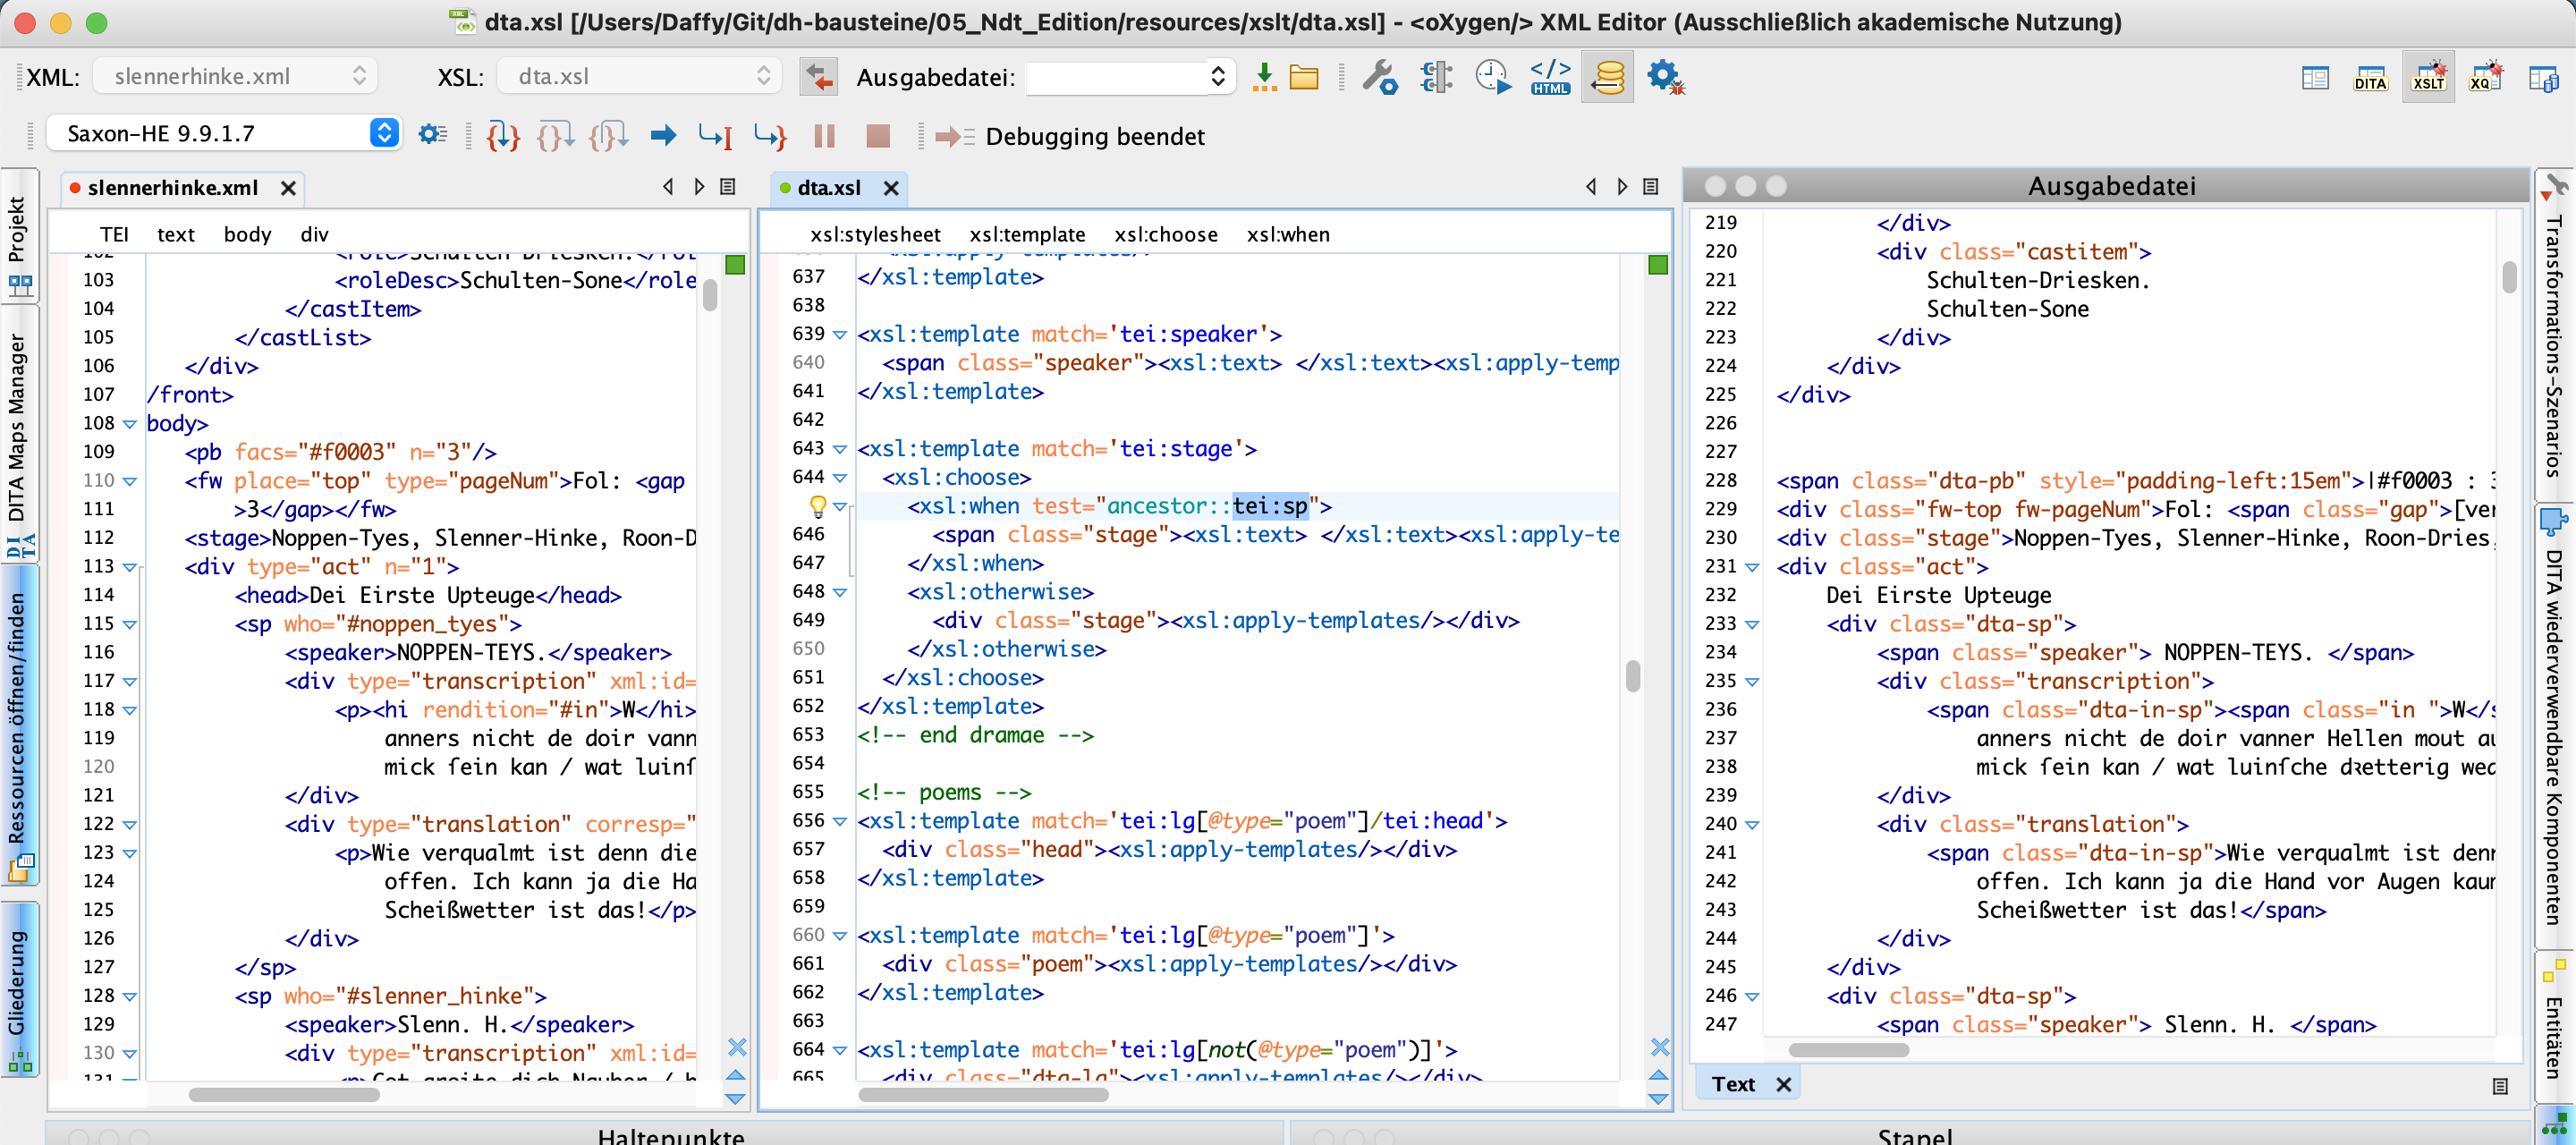 dta.xsl [/Users/Daffy/Git/dh-bausteine/05_Ndt_Edition/resources/xslt/dta.xsl] - <oXygen/> XML Editor (Ausschließlich akademische Nutzung)
XML: slennerhinke.xml XSL: dta.xsl Ausgabedatei: HTML DITA XSLT XQ
Saxon-HE 9.9.1.7 Debugging beendet
Projekt
DITA Maps Manager
Ressourcen öffnen/finden
Gliederung
slennerhinke.xml
TEI text body div
103 <roleDesc>Schulten-Sone</role
104 </castItem>
105 </castList>
106 </div>
107 /front>
108 body>
109 <pb facs="#f0003" n="3"/>
110 <fw place="top" type="pageNum">Fol: <gap
111 >3</gap></fw>
112 <stage>Noppen-Tyes, Slenner-Hinke, Roon-D
113 <div type="act" n="1">
114 <head>Dei Eirste Upteuge</head>
115 <sp who="#noppen_tyes">
116 <speaker>NOPPEN-TEYS.</speaker>
117 <div type="transcription" xml:id=
118 <p><hi rendition="#in">W</hi>
119 anners nicht de doir vann
120 mick ſein kan / wat luinſ
121 </div>
122 <div type="translation" corresp="
123 <p>Wie verqualmt ist denn die
124 offen. Ich kann ja die Ha
125 Scheißwetter ist das!</p>
126 </div>
127 </sp>
128 <sp who="#slenner_hinke">
129 <speaker>Slenn. H.</speaker>
130 <div type="transcription" xml:id=
dta.xsl
xsl:stylesheet xsl:template xsl:choose xsl:when
637 </xsl:template>
638
639 <xsl:template match='tei:speaker'>
640 <span class="speaker"><xsl:text> </xsl:text><xsl:apply-temp
641 </xsl:template>
642
643 <xsl:template match='tei:stage'>
644 <xsl:choose>
<xsl:when test="ancestor::tei:sp">
646 <span class="stage"><xsl:text> </xsl:text><xsl:apply-te
647 </xsl:when>
648 <xsl:otherwise>
649 <div class="stage"><xsl:apply-templates/></div>
650 </xsl:otherwise>
651 </xsl:choose>
652 </xsl:template>
653 <!-- end dramae -->
654
655 <!-- poems -->
656 <xsl:template match='tei:lg[@type="poem"]/tei:head'>
657 <div class="head"><xsl:apply-templates/></div>
658 </xsl:template>
659
660 <xsl:template match='tei:lg[@type="poem"]'>
661 <div class="poem"><xsl:apply-templates/></div>
662 </xsl:template>
663
664 <xsl:template match='tei:lg[not(@type="poem")]'>
665 <div class="dta-lg"><xsl:apply-templates/></div>
Ausgabedatei
219 </div>
220 <div class="castitem">
221 Schulten-Driesken.
222 Schulten-Sone
223 </div>
224 </div>
225 </div>
226
227
228 <span class="dta-pb" style="padding-left:15em">|#f0003 : 3
229 <div class="fw-top fw-pageNum">Fol: <span class="gap">[ver
230 <div class="stage">Noppen-Tyes, Slenner-Hinke, Roon-Dries,
231 <div class="act">
232 Dei Eirste Upteuge
233 <div class="dta-sp">
234 <span class="speaker"> NOPPEN-TEYS. </span>
235 <div class="transcription">
236 <span class="dta-in-sp"><span class="in ">W</s
237 anners nicht de doir vanner Hellen mout au
238 mick ſein kan / wat luinſche dꝛetterig wed
239 </div>
240 <div class="translation">
241 <span class="dta-in-sp">Wie verqualmt ist denn
242 offen. Ich kann ja die Hand vor Augen kaum
243 Scheißwetter ist das!</span>
244 </div>
245 </div>
246 <div class="dta-sp">
247 <span class="speaker"> Slenn. H. </span>
Text
Transformations-Szenarios
DITA wiederverwendbare Komponenten
Entitäten
Haltepunkte
Stapel